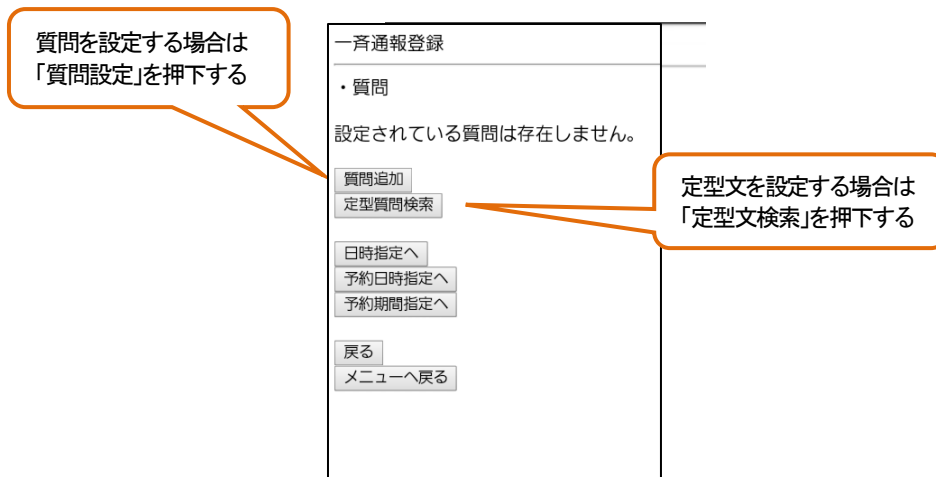 質問を設定する場合は
「質問設定」を押下する
一斉通報登録
・質問
設定されている質問は存在しません。
質問追加
定型質問検索
定型文を設定する場合は
「定型文検索」を押下する
日時指定へ
予約日時指定へ
予約期間指定へ
戻る
メニューへ戻る